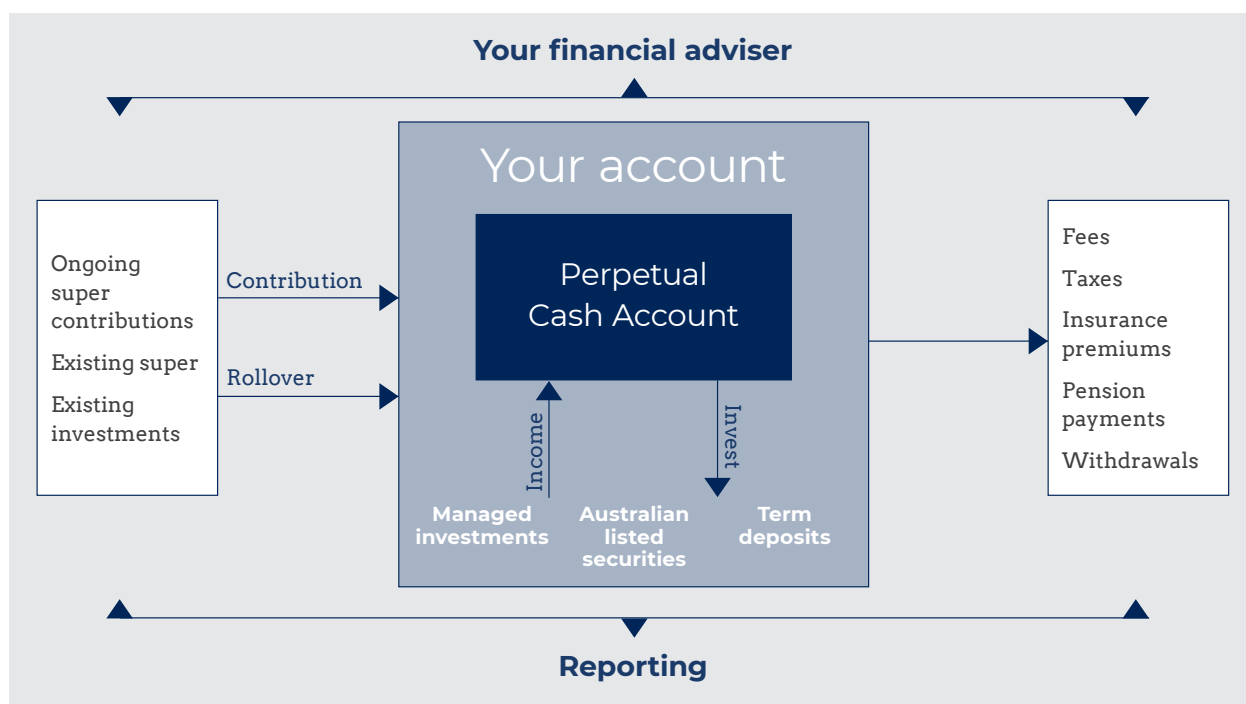 Your financial adviser
Your account
Ongoing
super
contributions
Existing super
Existing
investments
Contribution
Rollover
Perpetual
Cash Account
Income
Invest
Managed
investments
Australian
listed
securities
Term
deposits
Fees
Taxes
Insurance
premiums
Pension
payments
Withdrawals
Reporting